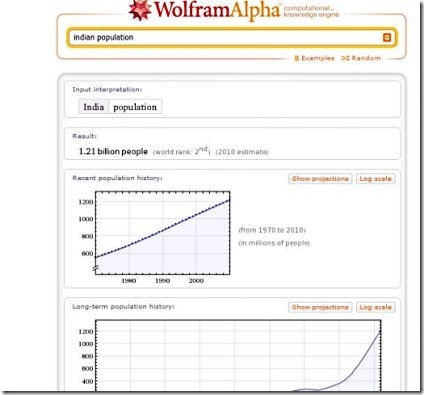 WolframAlpha computational... knowledge engine
indian population
Examples Random
Input interpretation:
India population
Result:
1.21 billion people (world rank: 2nd) (2010 estimate)
Recent population history:
Show projections Log scale
1200
1000
800
600
1980 1990 2000
(from 1970 to 2010)
(in millions of people)
Long-term population history:
Show projections Log scale
1200
1000
800
600
400